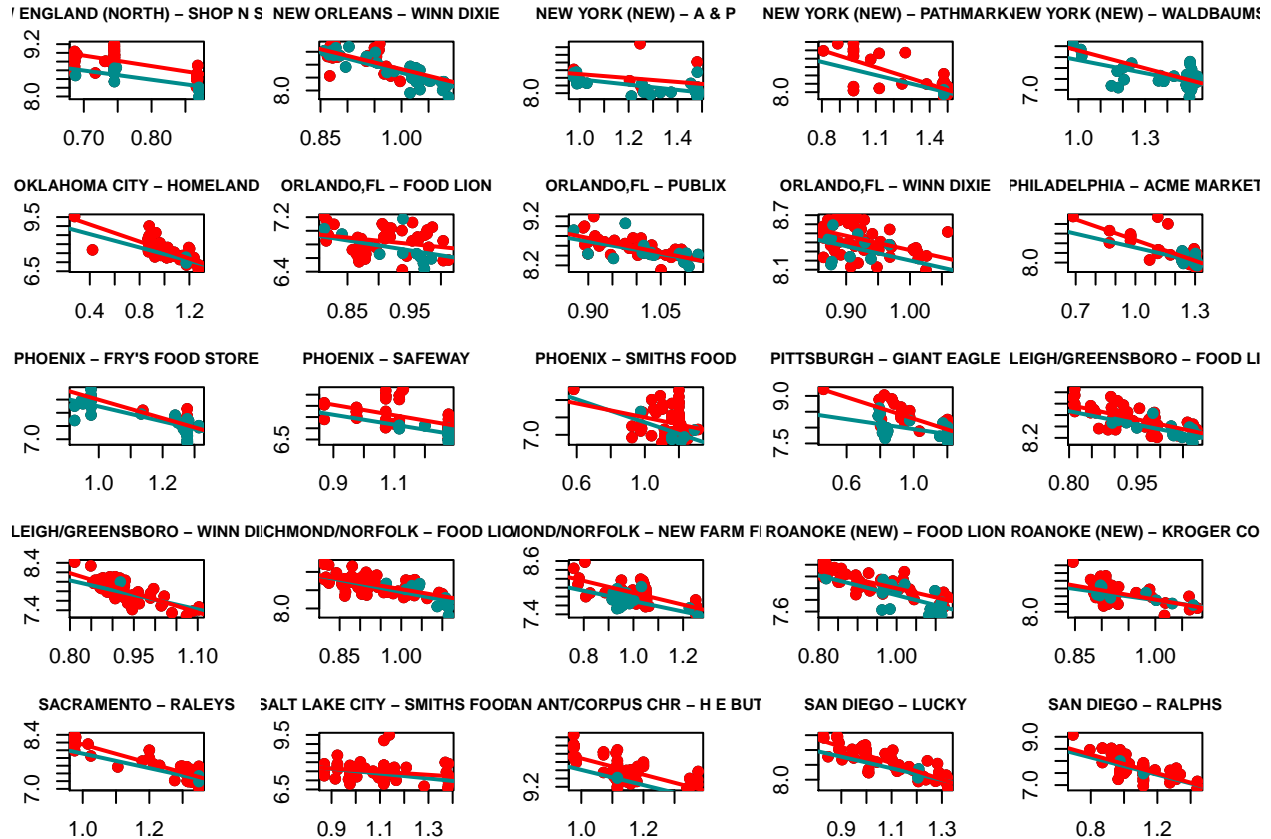 ENGLAND (NORTH) – SHOP N S
NEW ORLEANS – WINN DIXIE
NEW YORK (NEW) – A & P
NEW YORK (NEW) – PATHMARK
NEW YORK (NEW) – WALDBAUMS
9.2
8.0
0.70 0.80
8.0
0.85 1.00
8.0
1.0 1.2 1.4
8.0
0.8 1.1 1.4
7.0
1.0 1.3
OKLAHOMA CITY – HOMELAND
ORLANDO,FL – FOOD LION
ORLANDO,FL – PUBLIX
ORLANDO,FL – WINN DIXIE
PHILADELPHIA – ACME MARKET
9.5
6.5
0.4 0.8 1.2
7.2
6.4
0.85 0.95
9.2
8.2
0.90 1.05
8.7
8.1
0.90 1.00
8.0
0.7 1.0 1.3
PHOENIX – FRY'S FOOD STORE
PHOENIX – SAFEWAY
PHOENIX – SMITHS FOOD
PITTSBURGH – GIANT EAGLE
LEIGH/GREENSBORO – FOOD LI
7.0
1.0 1.2
6.5
0.9 1.1
7.0
0.6 1.0
9.0
7.5
0.6 1.0
8.2
0.80 0.95
LEIGH/GREENSBORO – WINN DI
CHMOND/NORFOLK – FOOD LIO
MOND/NORFOLK – NEW FARM F
ROANOKE (NEW) – FOOD LION
ROANOKE (NEW) – KROGER CO
8.4
7.4
0.80 0.95 1.10
8.0
0.85 1.00
8.6
7.4
0.8 1.0 1.2
7.6
0.80 1.00
8.0
0.85 1.00
SACRAMENTO – RALEYS
SALT LAKE CITY – SMITHS FOOD
AN ANT/CORPUS CHR – H E BUT
SAN DIEGO – LUCKY
SAN DIEGO – RALPHS
8.4
7.0
1.0 1.2
9.5
6.5
0.9 1.1 1.3
9.2
1.0 1.2
8.0
0.9 1.1 1.3
9.0
7.0
0.8 1.2